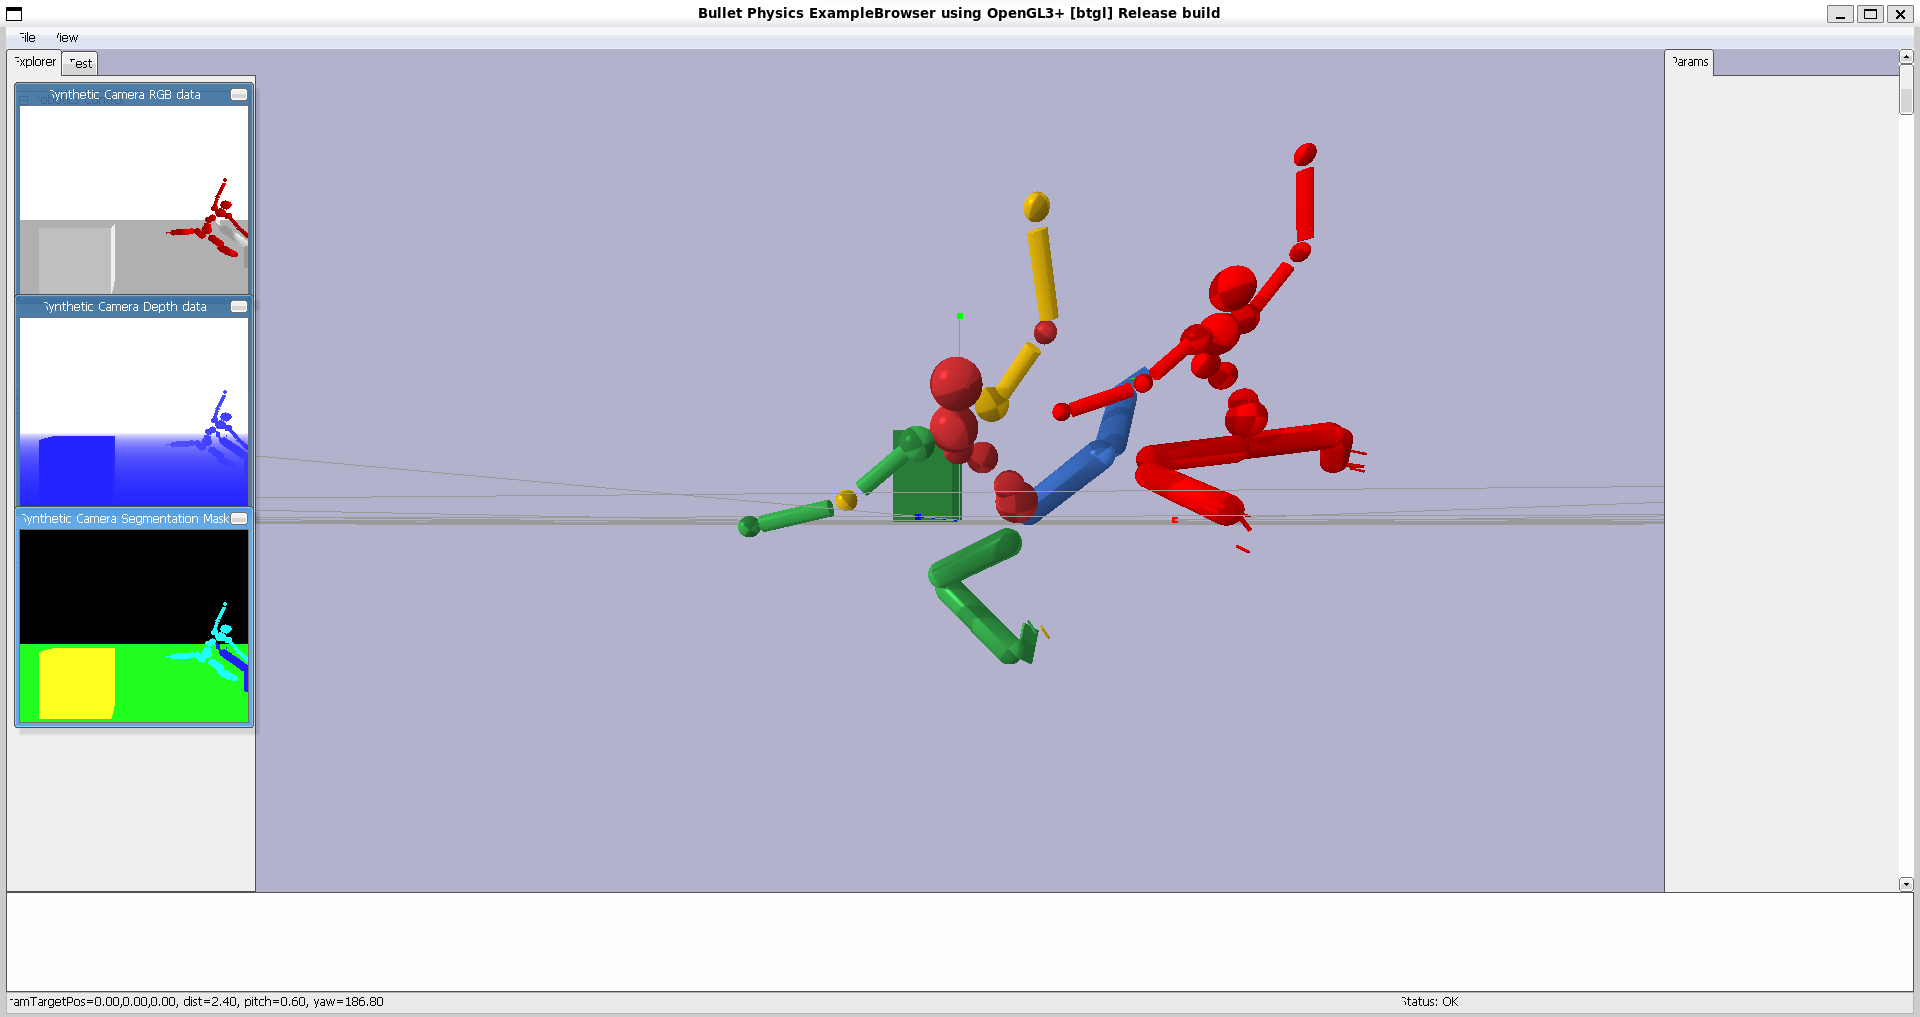 Bullet Physics ExampleBrowser using OpenGL3+ [btgl] Release build
File View
Explorer Test
Params
Synthetic Camera RGB data
Synthetic Camera Depth data
Synthetic Camera Segmentation Mask
camTargetPos=0.00,0.00,0.00, dist=2.40, pitch=0.60, yaw=186.80
Status: OK